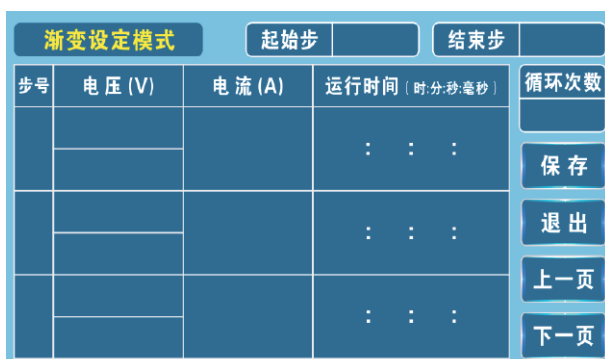 渐变设定模式 起始步 结束步
步号 电压(V) 电流(A) 运行时间(时:分:秒:毫秒) 循环次数
: : :
保存
: : :
退出
上一页
: : :
下一页